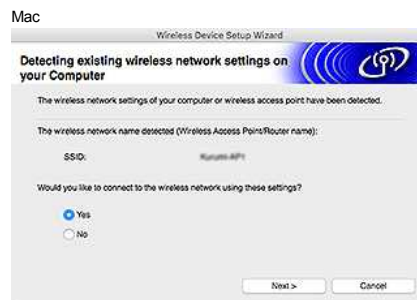 Mac
Wireless Device Setup Wizard
Detecting existing wireless network settings on
your Computer
The wireless network settings of your computer or wireless access point have been detected.
The wireless network name detected (Wireless Access Point/Router name):
SSID:
Would you like to connect to the wireless network using these settings?
Yes
No
Next >
Cancel